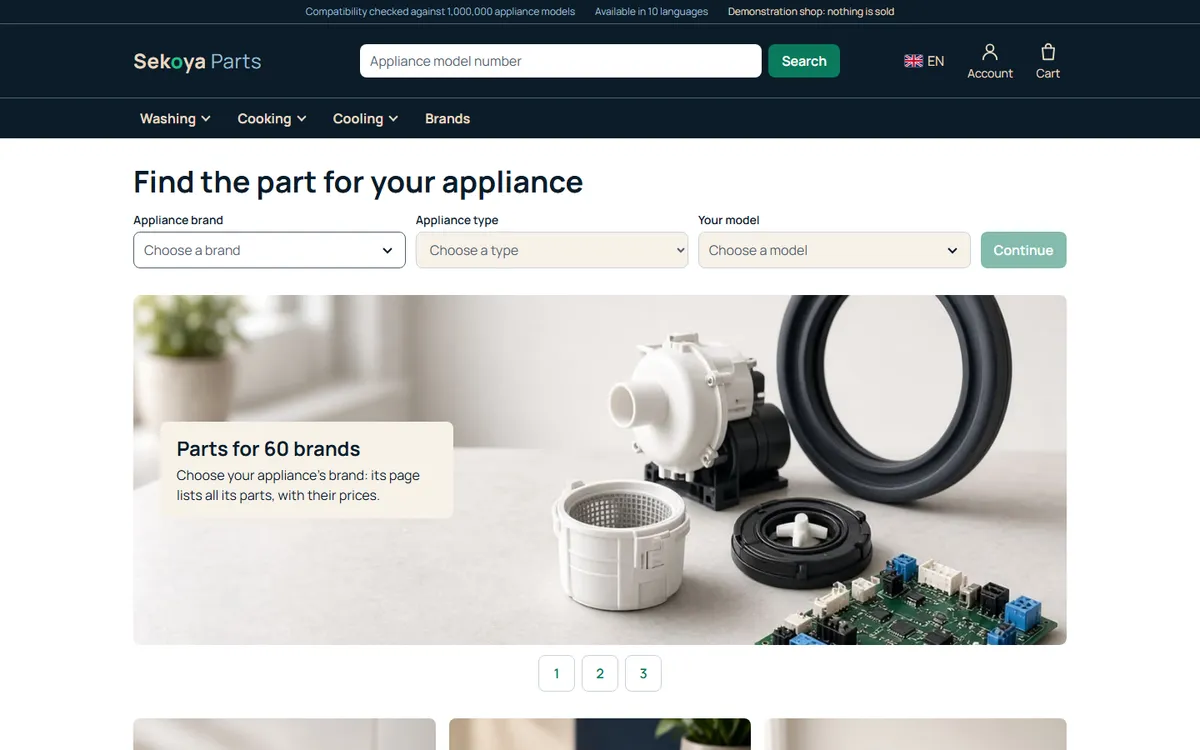 Compatibility checked against 1,000,000 appliance models
Available in 10 languages
Demonstration shop: nothing is sold
Sekoya Parts
Appliance model number
Search
EN
Account
Cart
Washing
Cooking
Cooling
Brands
Find the part for your appliance
Appliance brand
Appliance type
Your model
Choose a brand
Choose a type
Choose a model
Continue
Parts for 60 brands
Choose your appliance's brand: its page
lists all its parts, with their prices.
1
2
3